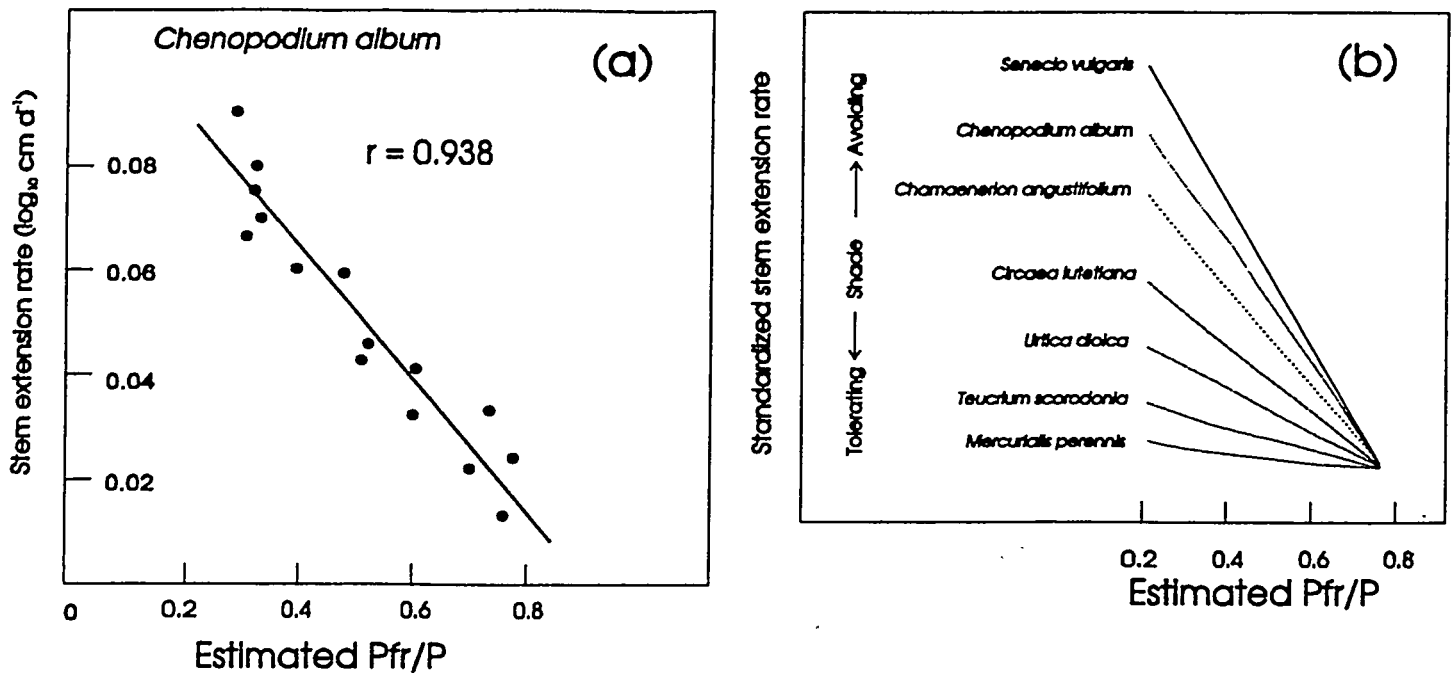 Chenopodium album
(a)
r = 0.938
Stem extension rate (log₁₀ cm d⁻¹)
0.08
0.06
0.04
0.02
0
0.2
0.4
0.6
0.8
Estimated Pfr/P
(b)
Standardized stem extension rate
Tolerating ← Shade → Avoiding
Senecio vulgaris
Chenopodium album
Chamaenerion angustifolium
Circaea lutetiana
Urtica dioica
Teucrium scorodonia
Mercurialis perennis
0.2
0.4
0.6
0.8
Estimated Pfr/P